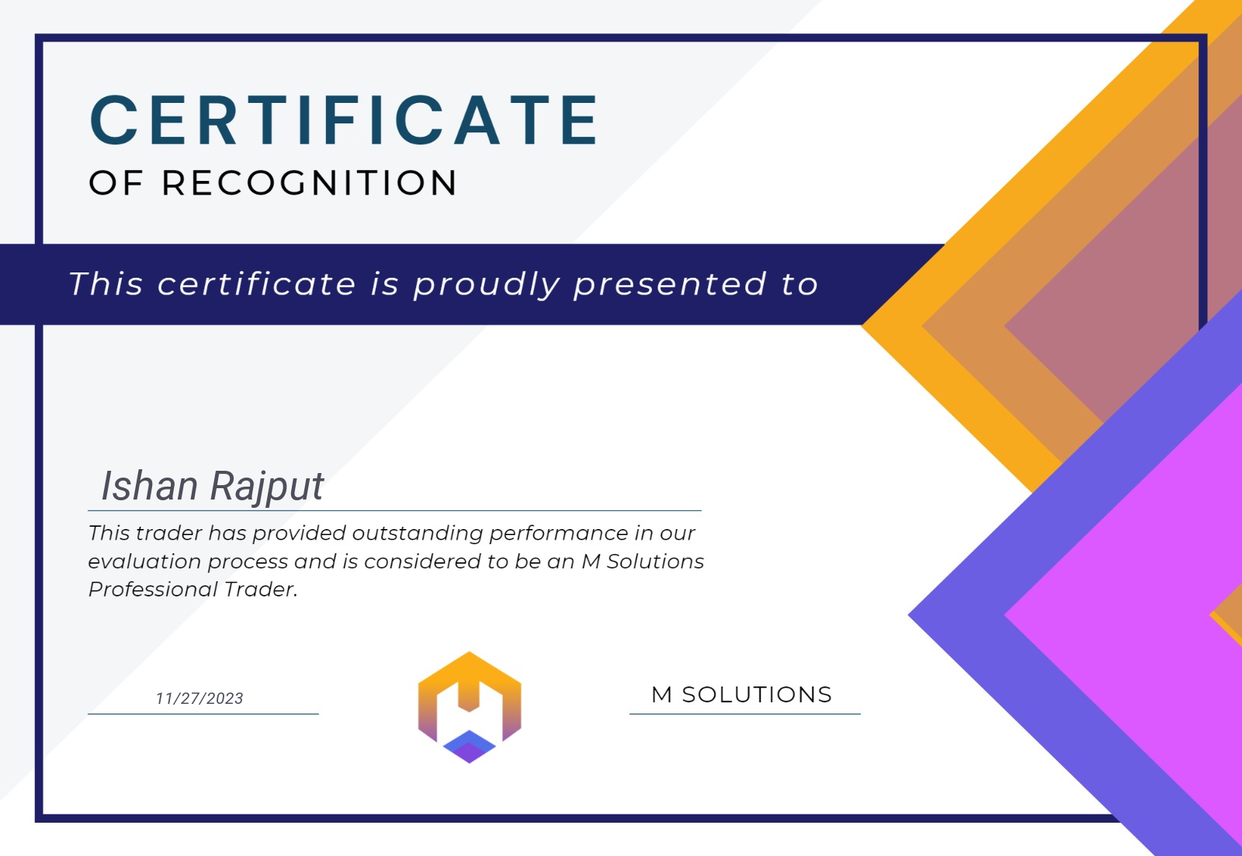 CERTIFICATE
OF RECOGNITION
This certificate is proudly presented to
Ishan Rajput
This trader has provided outstanding performance in our
evaluation process and is considered to be an M Solutions
Professional Trader.
11/27/2023
M SOLUTIONS